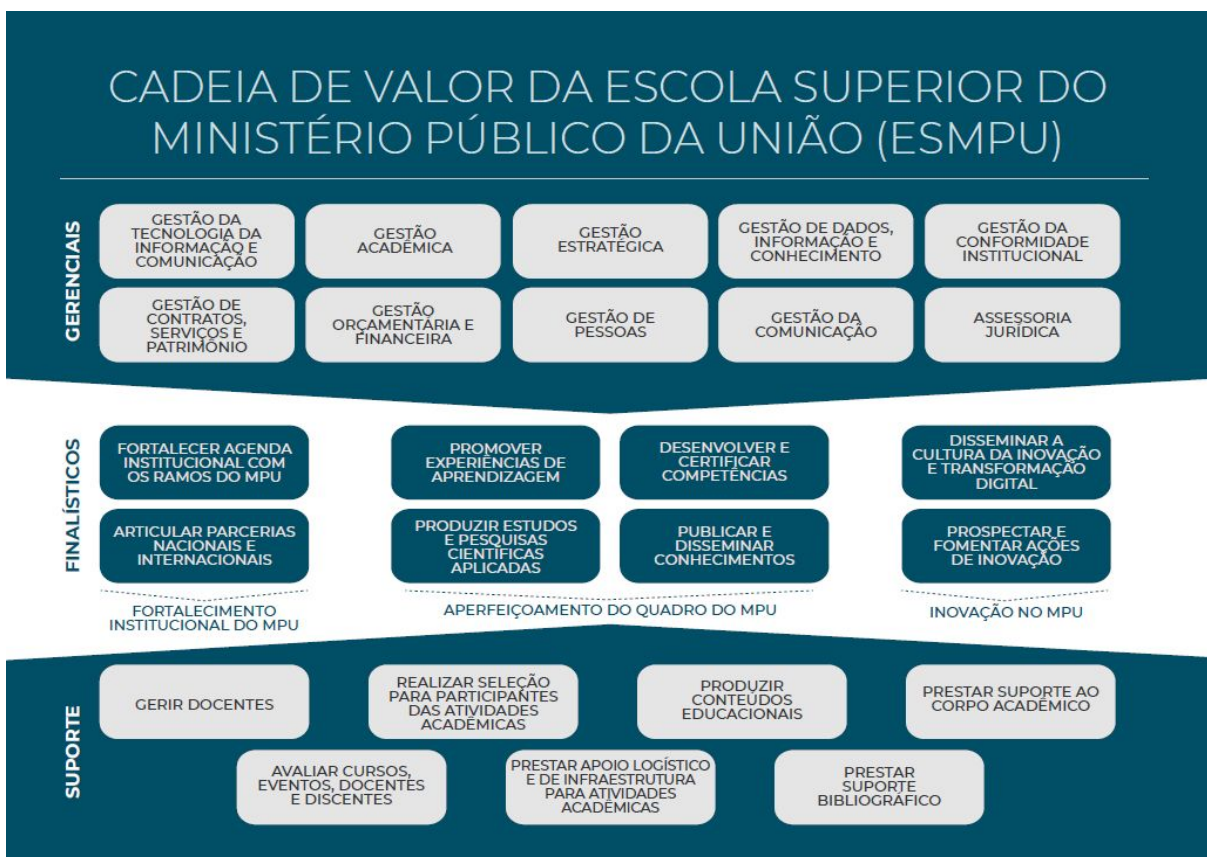 CADEIA DE VALOR DA ESCOLA SUPERIOR DO
MINISTÉRIO PÚBLICO DA UNIÃO (ESMPU)
GERENCIAIS
GESTÃO DA
TECNOLOGIA DA
INFORMAÇÃO E
COMUNICAÇÃO
GESTÃO
ACADÊMICA
GESTÃO
ESTRATÉGICA
GESTÃO DE DADOS,
INFORMAÇÃO E
CONHECIMENTO
GESTÃO DA
CONFORMIDADE
INSTITUCIONAL
GESTÃO DE
CONTRATOS,
SERVIÇOS E
PATRIMÔNIO
GESTÃO
ORÇAMENTÁRIA E
FINANCEIRA
GESTÃO DE
PESSOAS
GESTÃO DA
COMUNICAÇÃO
ASSESSORIA
JURÍDICA
FINALÍSTICOS
FORTALECER AGENDA
INSTITUCIONAL COM
OS RAMOS DO MPU
PROMOVER
EXPERIÊNCIAS DE
APRENDIZAGEM
DESENVOLVER E
CERTIFICAR
COMPETÊNCIAS
DISSEMINAR A
CULTURA DA INOVAÇÃO
E TRANSFORMAÇÃO
DIGITAL
ARTICULAR PARCERIAS
NACIONAIS E
INTERNACIONAIS
PRODUZIR ESTUDOS
E PESQUISAS
CIENTÍFICAS
APLICADAS
PUBLICAR E
DISSEMINAR
CONHECIMENTOS
PROSPECTAR E
FOMENTAR AÇÕES
DE INOVAÇÃO
FORTALECIMENTO
INSTITUCIONAL DO MPU
APERFEIÇOAMENTO DO QUADRO DO MPU
INOVAÇÃO NO MPU
SUPORTE
GERIR DOCENTES
REALIZAR SELEÇÃO
PARA PARTICIPANTES
DAS ATIVIDADES
ACADÊMICAS
PRODUZIR
CONTEÚDOS
EDUCACIONAIS
PRESTAR SUPORTE AO
CORPO ACADÊMICO
AVALIAR CURSOS,
EVENTOS, DOCENTES
E DISCENTES
PRESTAR APOIO LOGÍSTICO
E DE INFRAESTRUTURA
PARA ATIVIDADES
ACADÊMICAS
PRESTAR
SUPORTE
BIBLIOGRÁFICO